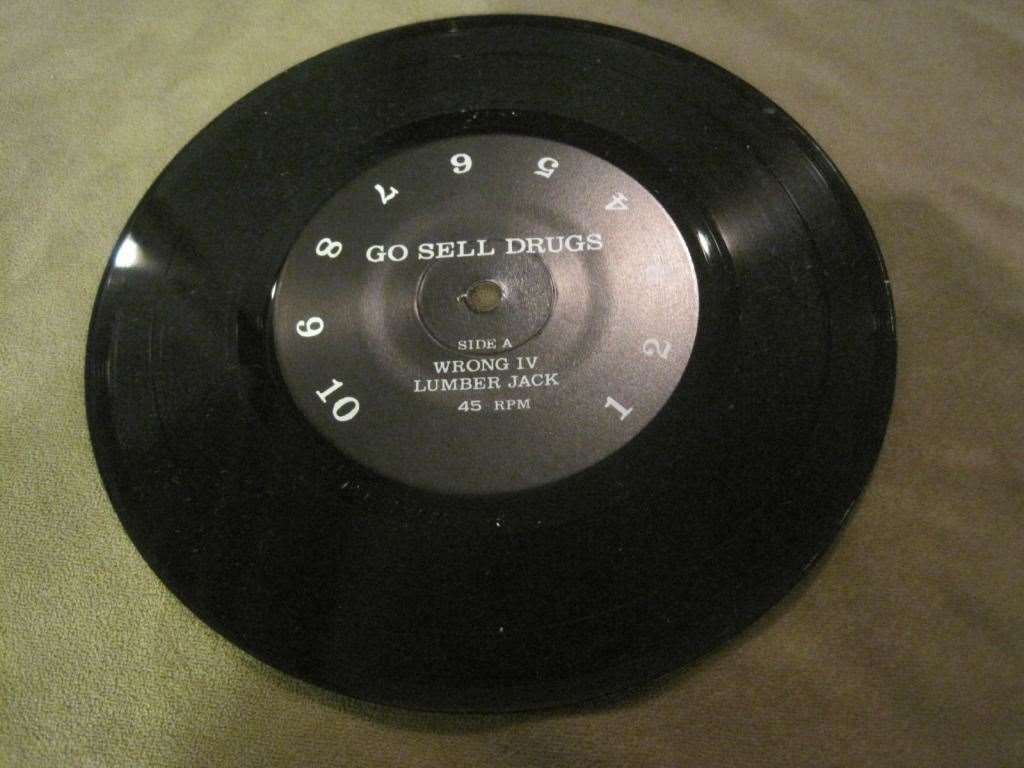 GO SELL DRUGS
SIDE A
WRONG IV
LUMBER JACK
45 RPM
1
2
3
4
5
6
7
8
9
10